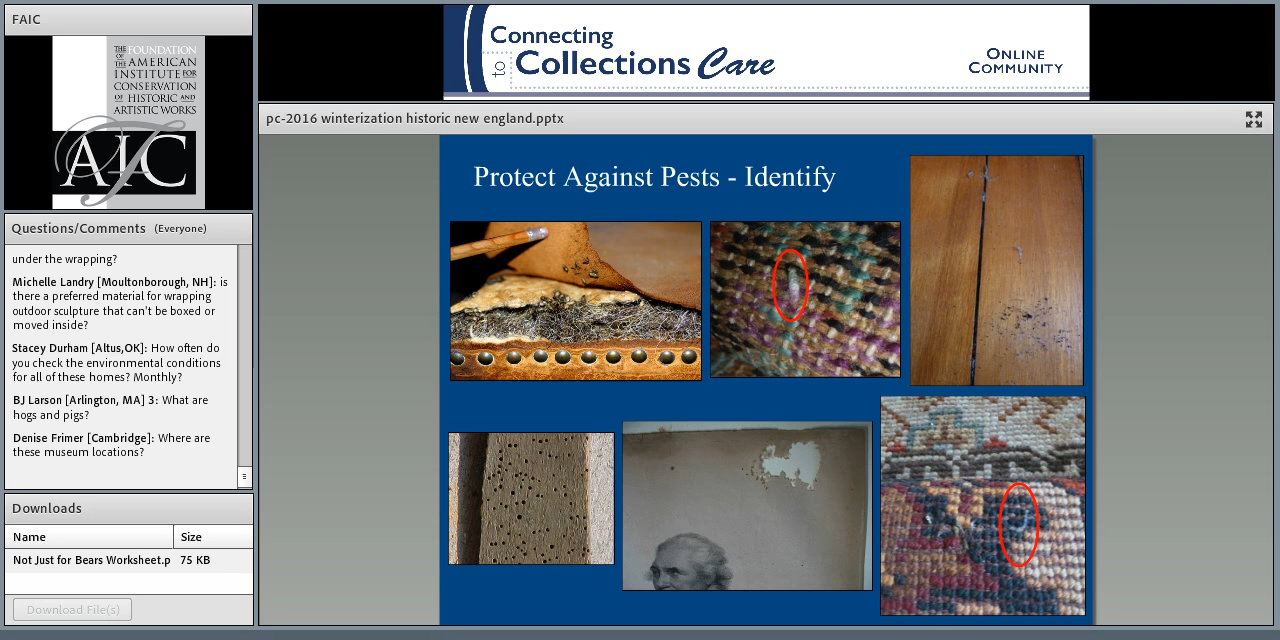 FAIC
THE FOUNDATION
OF THE AMERICAN
INSTITUTE FOR
CONSERVATION
OF HISTORIC AND
ARTISTIC WORKS
FAIC
Questions/Comments (Everyone)
under the wrapping?
Michelle Landry [Moultonborough, NH]: is
there a preferred material for wrapping
outdoor sculpture that can't be boxed or
moved inside?
Stacey Durham [Altus,OK]: How often do
you check the environmental conditions
for all of these homes? Monthly?
BJ Larson [Arlington, MA] 3: What are
hogs and pigs?
Denise Frimer [Cambridge]: Where are
these museum locations?
Downloads
Name Size
Not Just for Bears Worksheet.p 75 KB
Download File(s)
Connecting
to Collections Care
ONLINE
COMMUNITY
pc-2016 winterization historic new england.pptx
Protect Against Pests - Identify